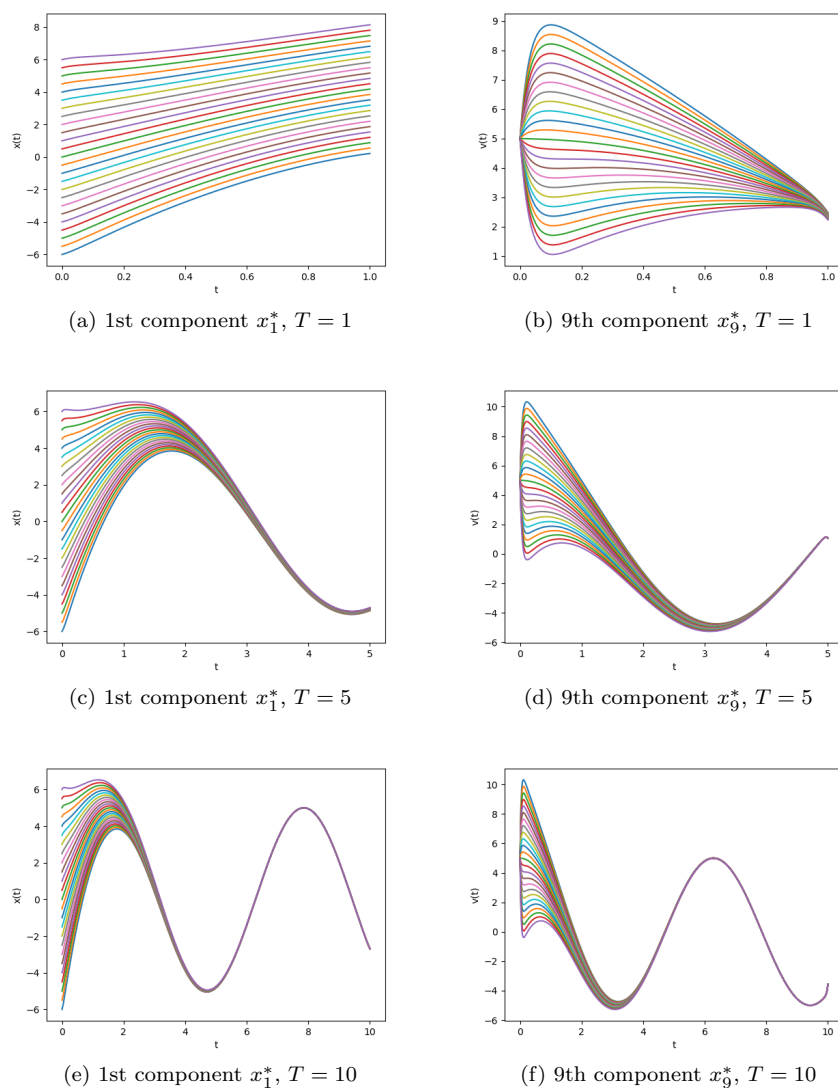 8
6
4
2
0
−2
−4
−6
x(t)
0.0 0.2 0.4 0.6 0.8 1.0
t
(a) 1st component x₁*, T = 1
9
8
7
6
5
4
3
2
1
v(t)
0.0 0.2 0.4 0.6 0.8 1.0
t
(b) 9th component x₉*, T = 1
6
4
2
0
−2
−4
−6
x(t)
0 1 2 3 4 5
t
(c) 1st component x₁*, T = 5
10
8
6
4
2
0
−2
−4
−6
v(t)
0 1 2 3 4 5
t
(d) 9th component x₉*, T = 5
6
4
2
0
−2
−4
−6
x(t)
0 2 4 6 8 10
t
(e) 1st component x₁*, T = 10
10
8
6
4
2
0
−2
−4
−6
v(t)
0 2 4 6 8 10
t
(f) 9th component x₉*, T = 10